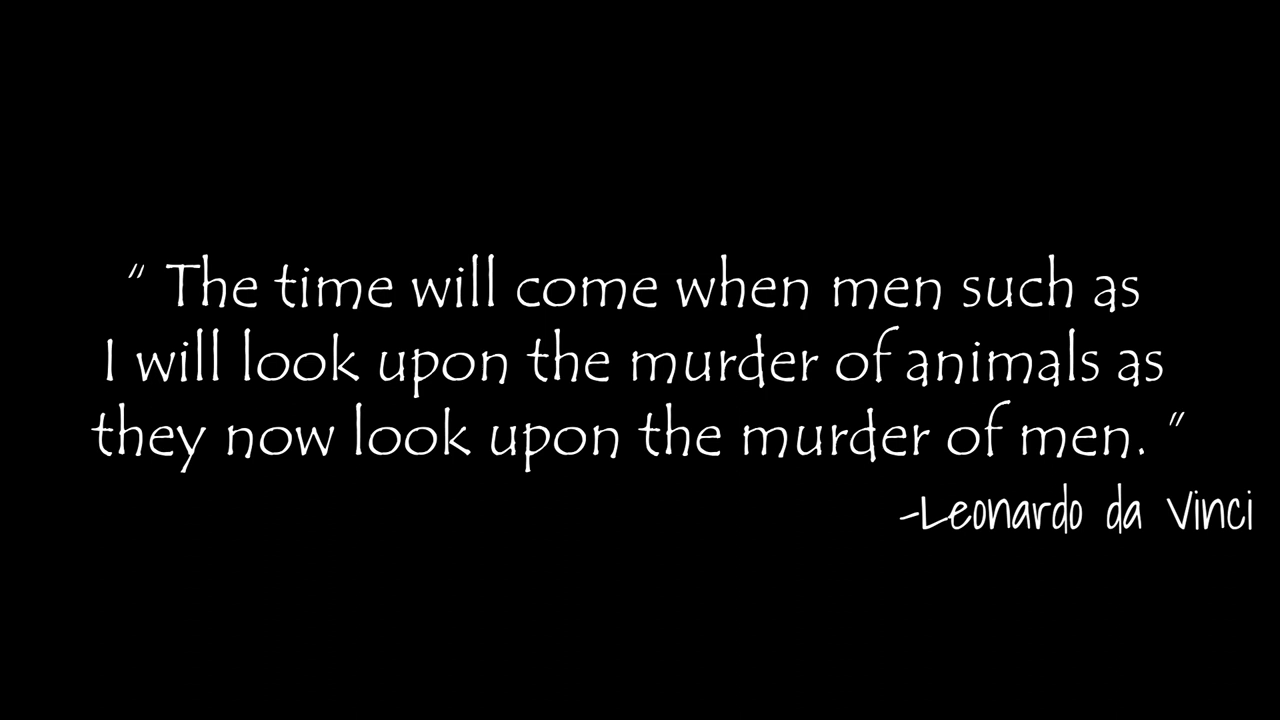 “ The time will come when men such as
I will look upon the murder of animals as
they now look upon the murder of men. ”
-Leonardo da Vinci